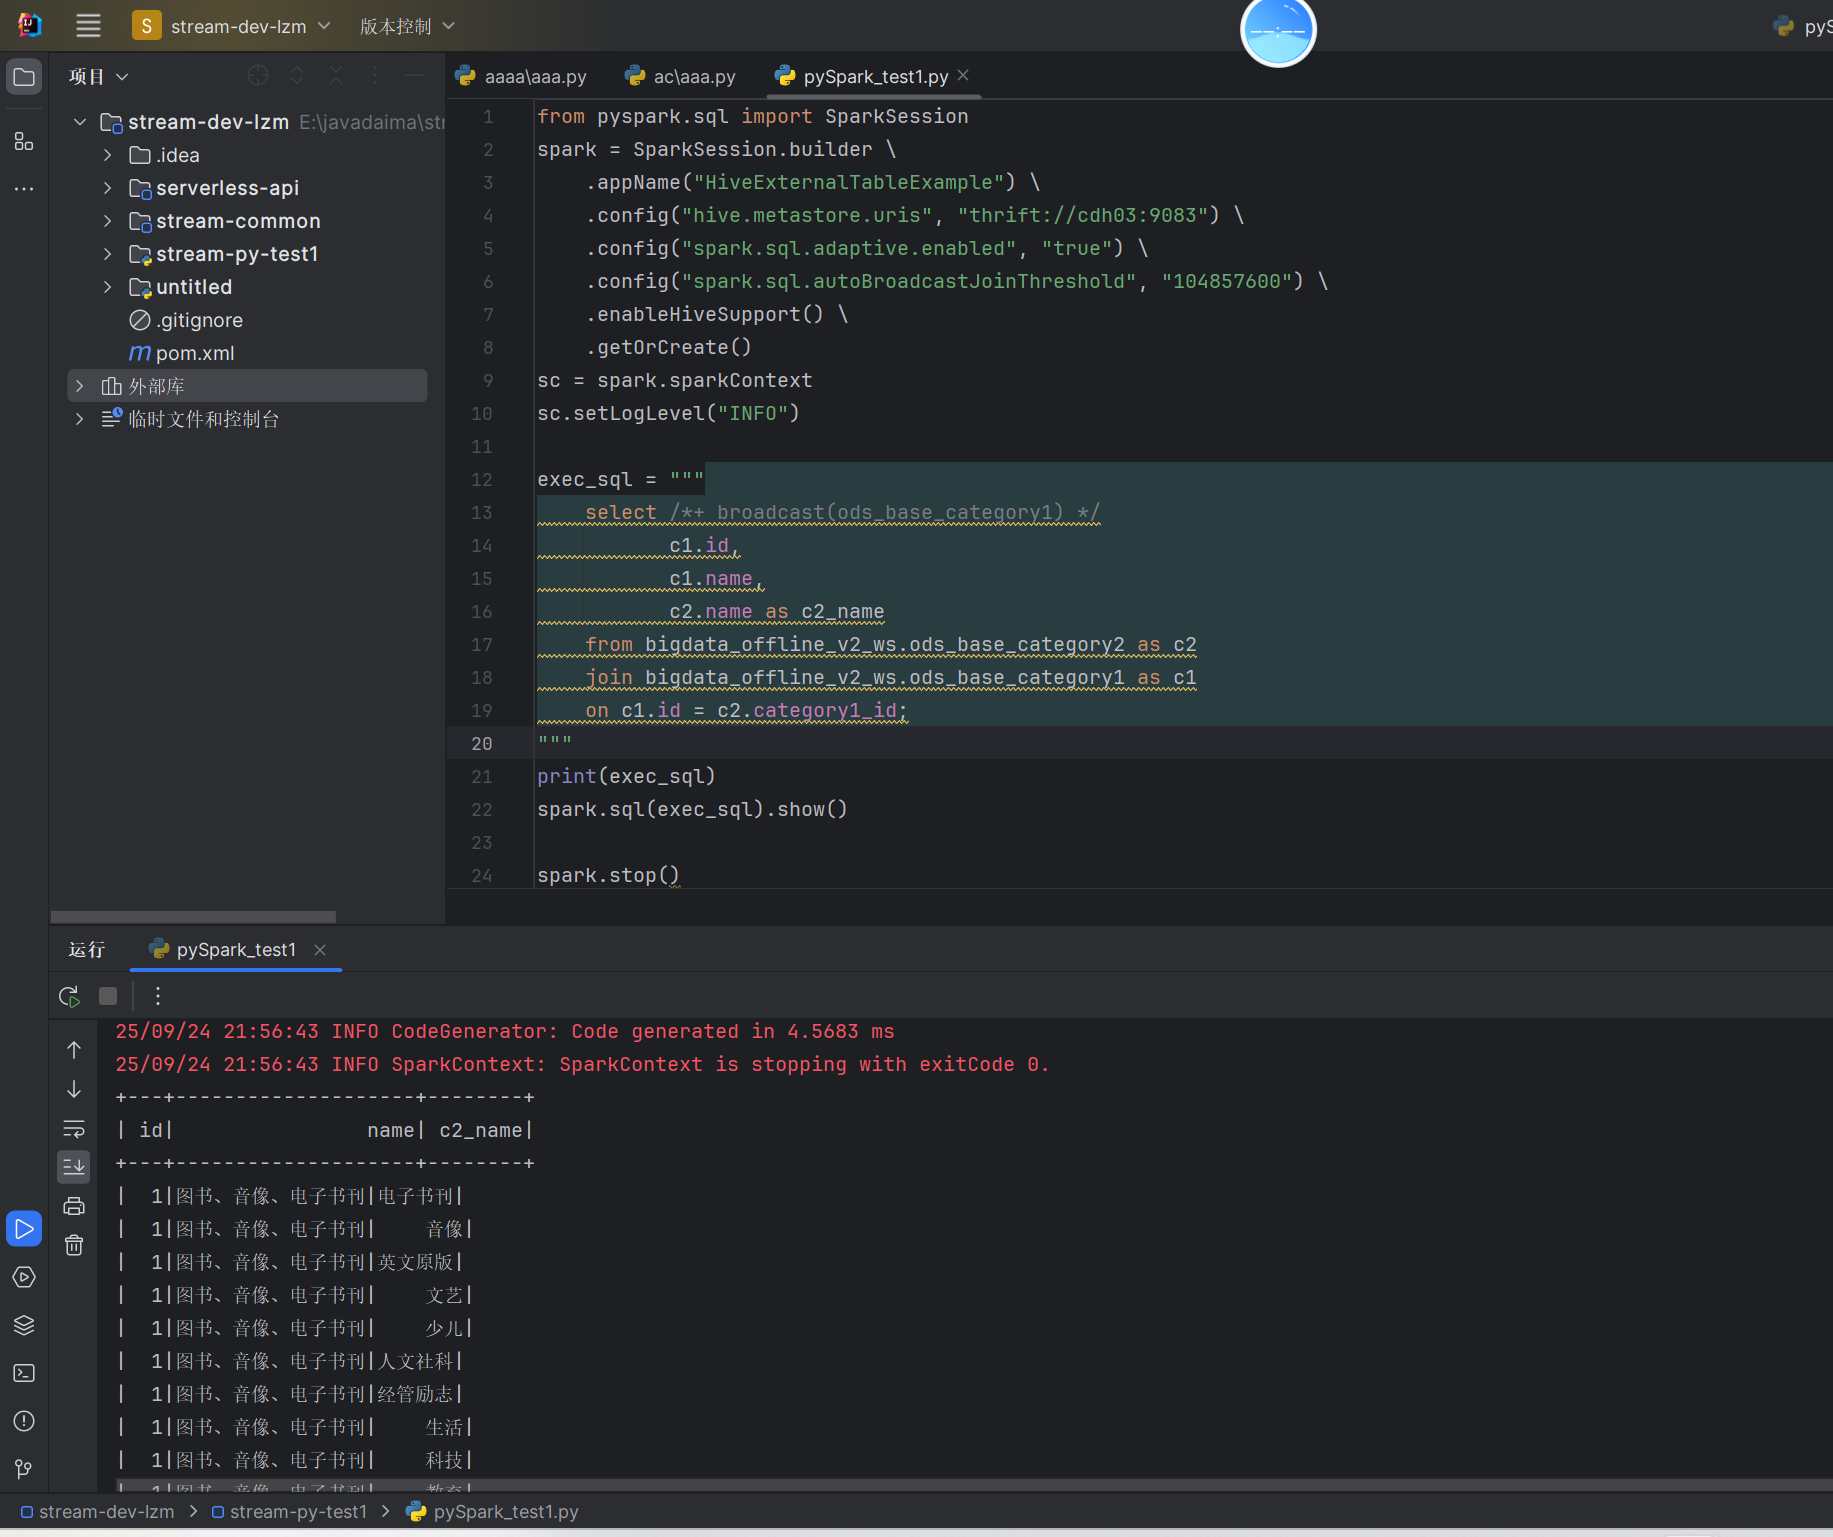 S stream-dev-lzm 版本控制
--:--
pyS
项目
aaaa\aaa.py ac\aaa.py pySpark_test1.py
stream-dev-lzm E:\javadaima\str
.idea
serverless-api
stream-common
stream-py-test1
untitled
.gitignore
m pom.xml
外部库
临时文件和控制台
1 from pyspark.sql import SparkSession
2 spark = SparkSession.builder \
3 .appName("HiveExternalTableExample") \
4 .config("hive.metastore.uris", "thrift://cdh03:9083") \
5 .config("spark.sql.adaptive.enabled", "true") \
6 .config("spark.sql.autoBroadcastJoinThreshold", "104857600") \
7 .enableHiveSupport() \
8 .getOrCreate()
9 sc = spark.sparkContext
10 sc.setLogLevel("INFO")
11
12 exec_sql = """
13 select /*+ broadcast(ods_base_category1) */
14 c1.id,
15 c1.name,
16 c2.name as c2_name
17 from bigdata_offline_v2_ws.ods_base_category2 as c2
18 join bigdata_offline_v2_ws.ods_base_category1 as c1
19 on c1.id = c2.category1_id;
20 """
21 print(exec_sql)
22 spark.sql(exec_sql).show()
23
24 spark.stop()
运行 pySpark_test1
25/09/24 21:56:43 INFO CodeGenerator: Code generated in 4.5683 ms
25/09/24 21:56:43 INFO SparkContext: SparkContext is stopping with exitCode 0.
+---+--------------------+--------+
| id|                name| c2_name|
+---+--------------------+--------+
|  1|图书、音像、电子书刊|电子书刊|
|  1|图书、音像、电子书刊|    音像|
|  1|图书、音像、电子书刊|英文原版|
|  1|图书、音像、电子书刊|    文艺|
|  1|图书、音像、电子书刊|    少儿|
|  1|图书、音像、电子书刊|人文社科|
|  1|图书、音像、电子书刊|经管励志|
|  1|图书、音像、电子书刊|    生活|
|  1|图书、音像、电子书刊|    科技|
stream-dev-lzm > stream-py-test1 > pySpark_test1.py